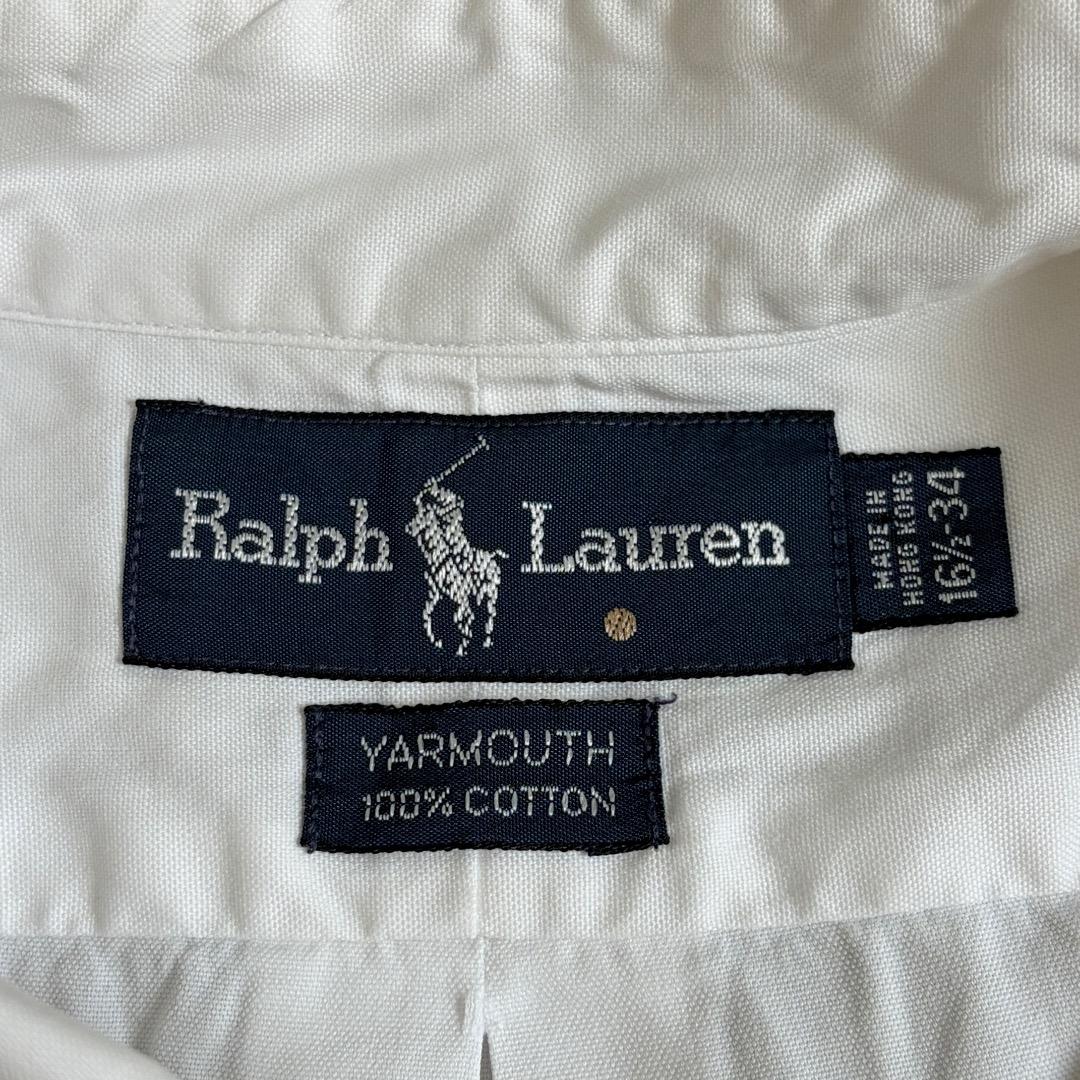 Ralph Lauren
MADE IN
HONG KONG
16½-34
YARMOUTH
100% COTTON